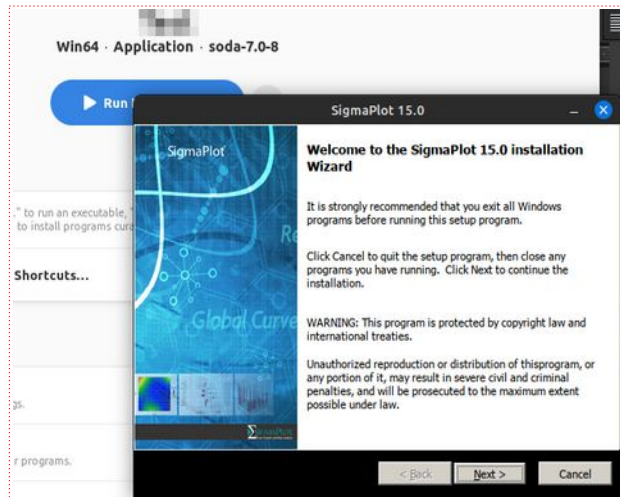 Win64 · Application · soda-7.0-8
Run
SigmaPlot 15.0
SigmaPlot
Welcome to the SigmaPlot 15.0 installation
Wizard
It is strongly recommended that you exit all Windows
programs before running this setup program.
." to run an executable, "
to install programs
Click Cancel to quit the setup program, then close any
programs you have running. Click Next to continue the
installation.
Shortcuts...
Global Curve
WARNING: This program is protected by copyright law and
international treaties.
Unauthorized reproduction or distribution of thisprogram, or
any portion of it, may result in severe civil and criminal
penalties, and will be prosecuted to the maximum extent
possible under law.
gs.
SigmaPlot
r programs.
< Back
Next >
Cancel